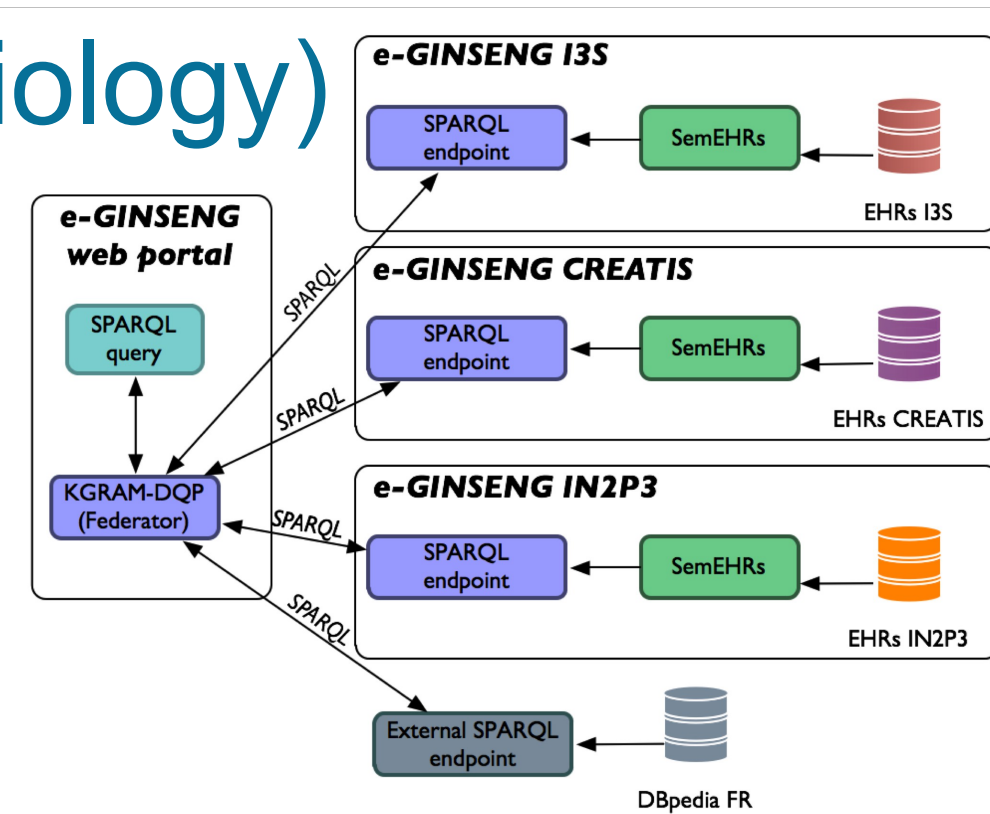 iology)
e-GINSENG
web portal
SPARQL
query
KGRAM-DQP
(Federator)
SPARQL
SPARQL
SPARQL
SPARQL
e-GINSENG I3S
SPARQL
endpoint
SemEHRs
EHRs I3S
e-GINSENG CREATIS
SPARQL
endpoint
SemEHRs
EHRs CREATIS
e-GINSENG IN2P3
SPARQL
endpoint
SemEHRs
EHRs IN2P3
External SPARQL
endpoint
DBpedia FR